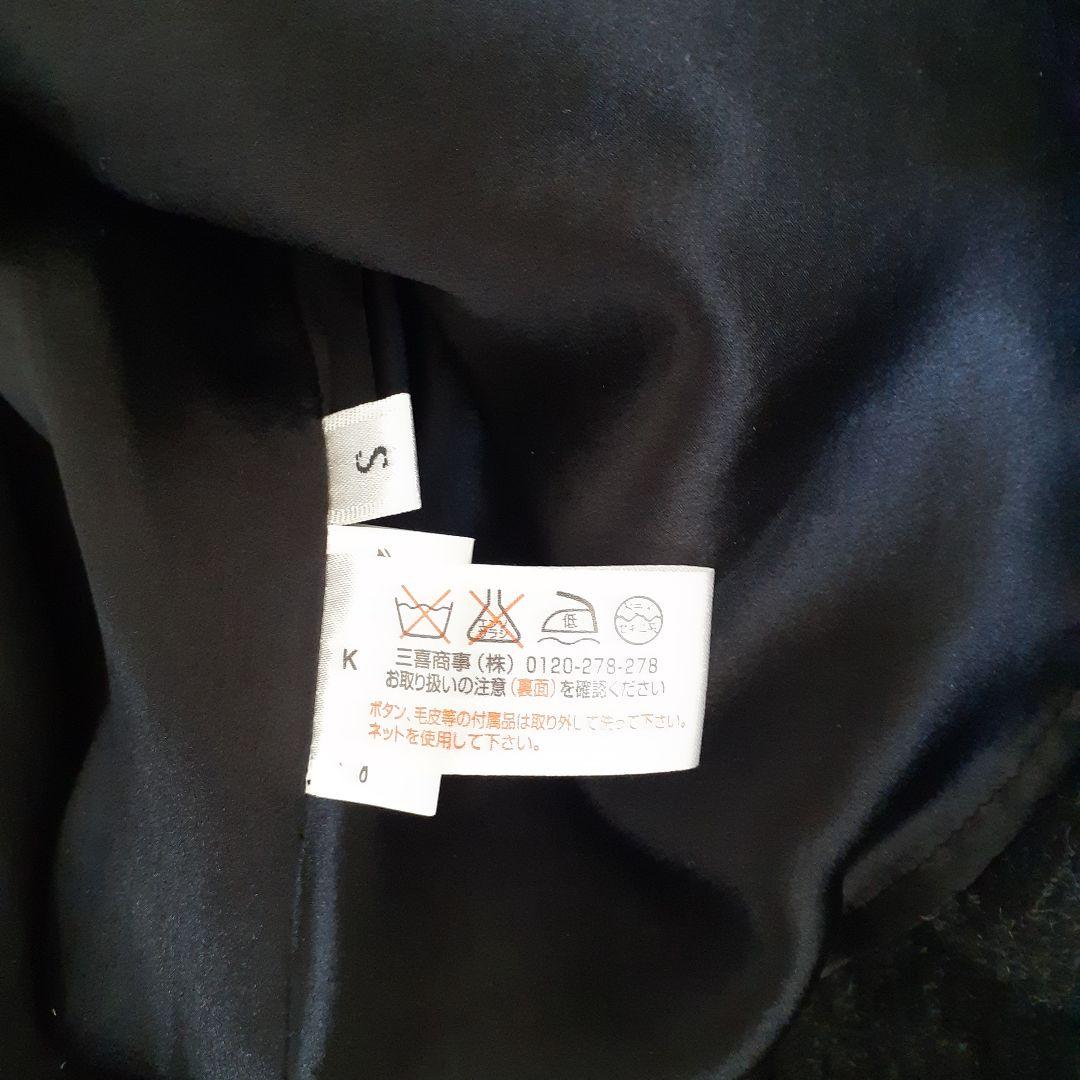 S
低
K
三喜商事（株）0120-278-278
お取り扱いの注意（裏面）を確認ください
ボタン、毛皮等の付属品は取り外して洗って下さい。
ネットを使用して下さい。